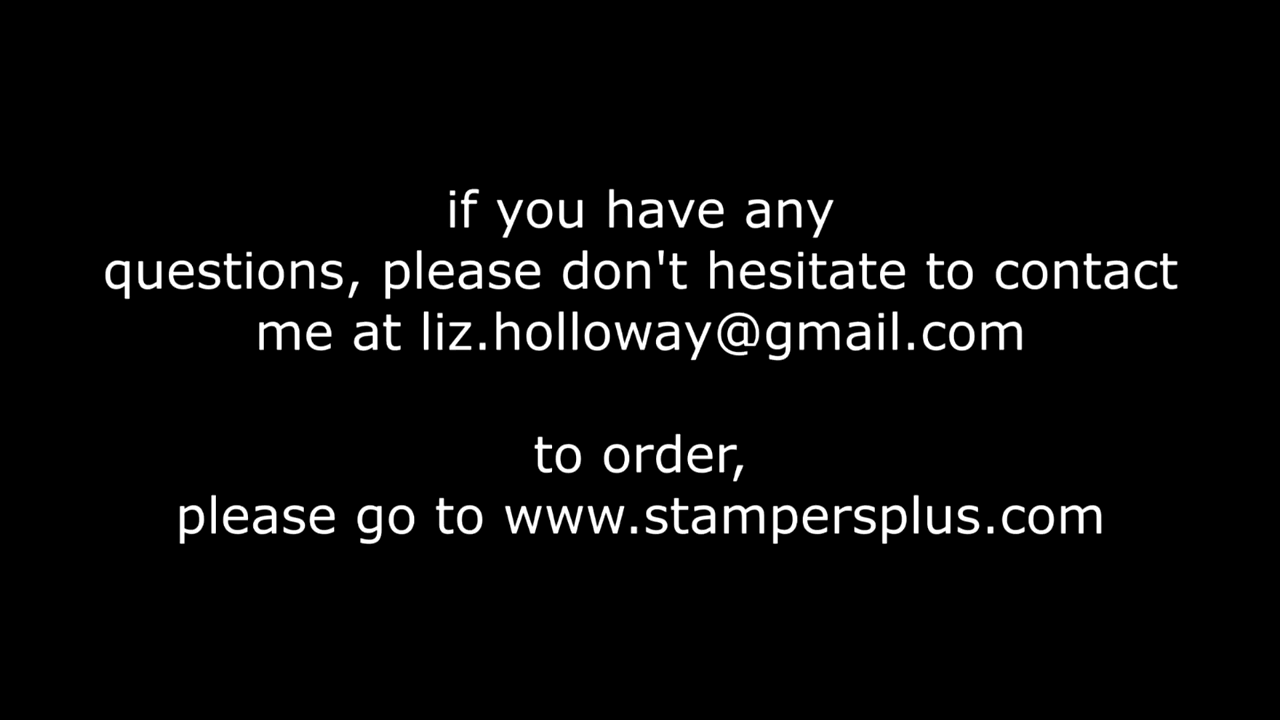 if you have any
questions, please don't hesitate to contact
me at liz.holloway@gmail.com
to order,
please go to www.stampersplus.com